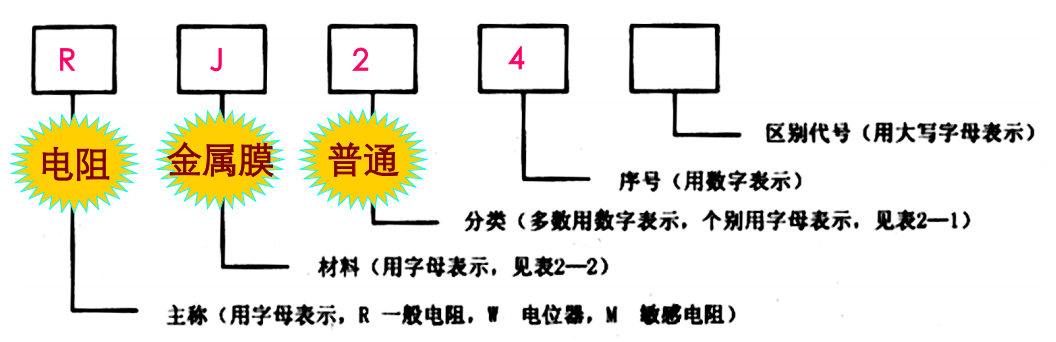 R J 2 4
电阻 金属膜 普通
区别代号（用大写字母表示）
序号（用数字表示）
分类（多数用数字表示，个别用字母表示，见表2—1）
材料（用字母表示，见表2—2）
主称（用字母表示，R 一般电阻，W 电位器，M 敏感电阻）